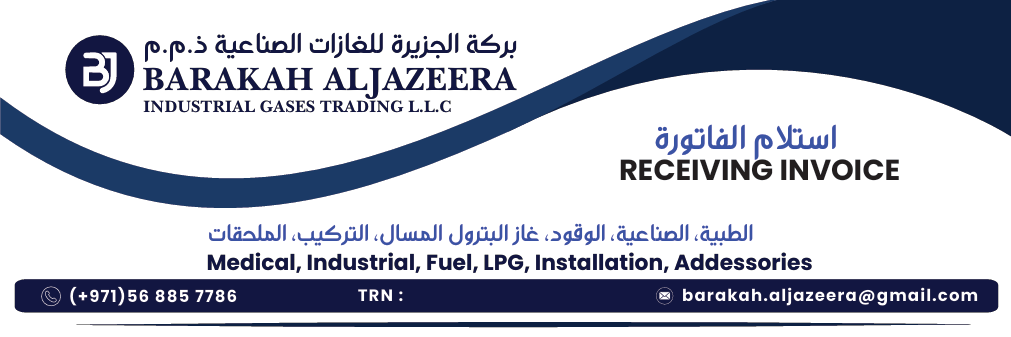 بركة الجزيرة للغازات الصناعية ذ.م.م
BJ BARAKAH ALJAZEERA
INDUSTRIAL GASES TRADING L.L.C
استلام الفاتورة
RECEIVING INVOICE
الطبية، الصناعية، الوقود، غاز البترول المسال، التركيب، الملحقات
Medical, Industrial, Fuel, LPG, Installation, Addessories
(+971)56 885 7786 TRN : barakah.aljazeera@gmail.com